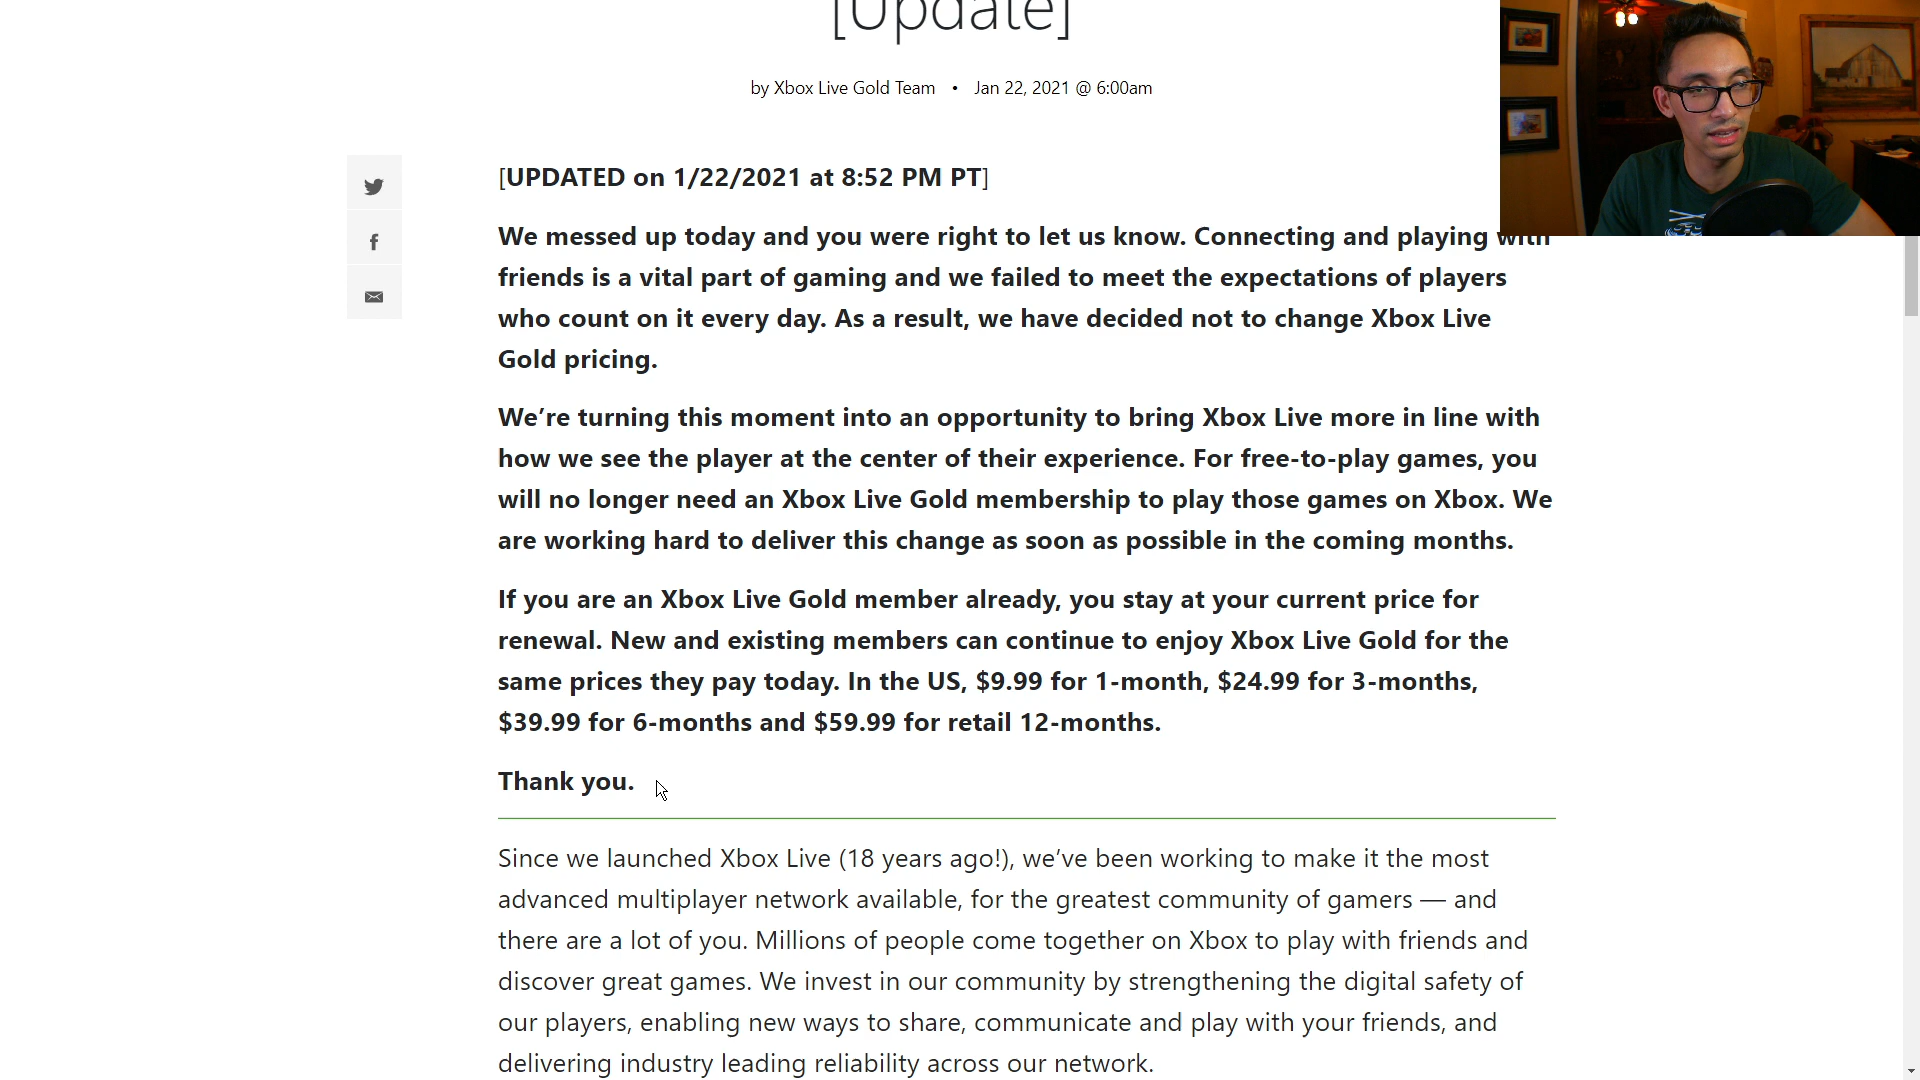 [Update]
by Xbox Live Gold Team • Jan 22, 2021 @ 6:00am
[UPDATED on 1/22/2021 at 8:52 PM PT]
We messed up today and you were right to let us know. Connecting and playing with
friends is a vital part of gaming and we failed to meet the expectations of players
who count on it every day. As a result, we have decided not to change Xbox Live
Gold pricing.
We’re turning this moment into an opportunity to bring Xbox Live more in line with
how we see the player at the center of their experience. For free-to-play games, you
will no longer need an Xbox Live Gold membership to play those games on Xbox. We
are working hard to deliver this change as soon as possible in the coming months.
If you are an Xbox Live Gold member already, you stay at your current price for
renewal. New and existing members can continue to enjoy Xbox Live Gold for the
same prices they pay today. In the US, $9.99 for 1-month, $24.99 for 3-months,
$39.99 for 6-months and $59.99 for retail 12-months.
Thank you.
Since we launched Xbox Live (18 years ago!), we’ve been working to make it the most
advanced multiplayer network available, for the greatest community of gamers — and
there are a lot of you. Millions of people come together on Xbox to play with friends and
discover great games. We invest in our community by strengthening the digital safety of
our players, enabling new ways to share, communicate and play with your friends, and
delivering industry leading reliability across our network.